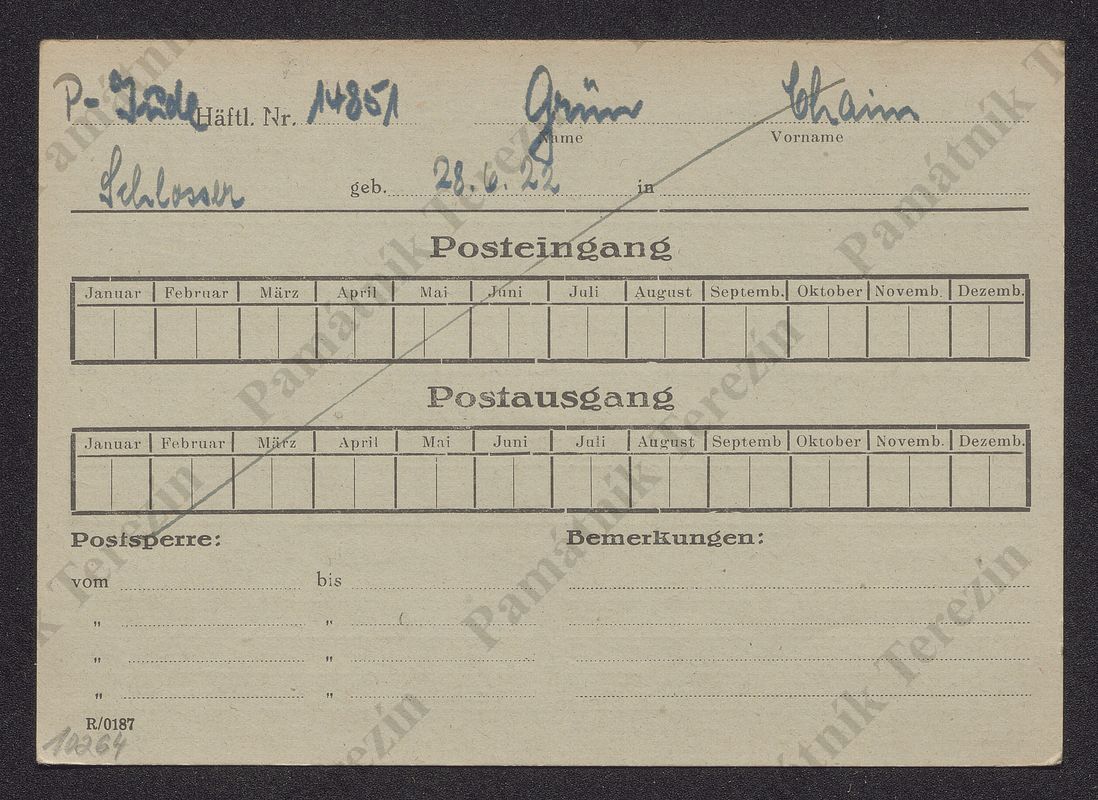 P- Jude Häftl. Nr. 14851 Grün Chaim
Name Vorname
Schlosser geb. 28.6.22 in
Posteingang
Januar Februar März April Mai Juni Juli August Septemb. Oktober Novemb. Dezemb.
Postausgang
Januar Februar März April Mai Juni Juli August Septemb Oktober Novemb. Dezemb.
Postsperre: Bemerkungen:
vom bis
" "
" "
" "
R/0187
10264
Památník Terezín